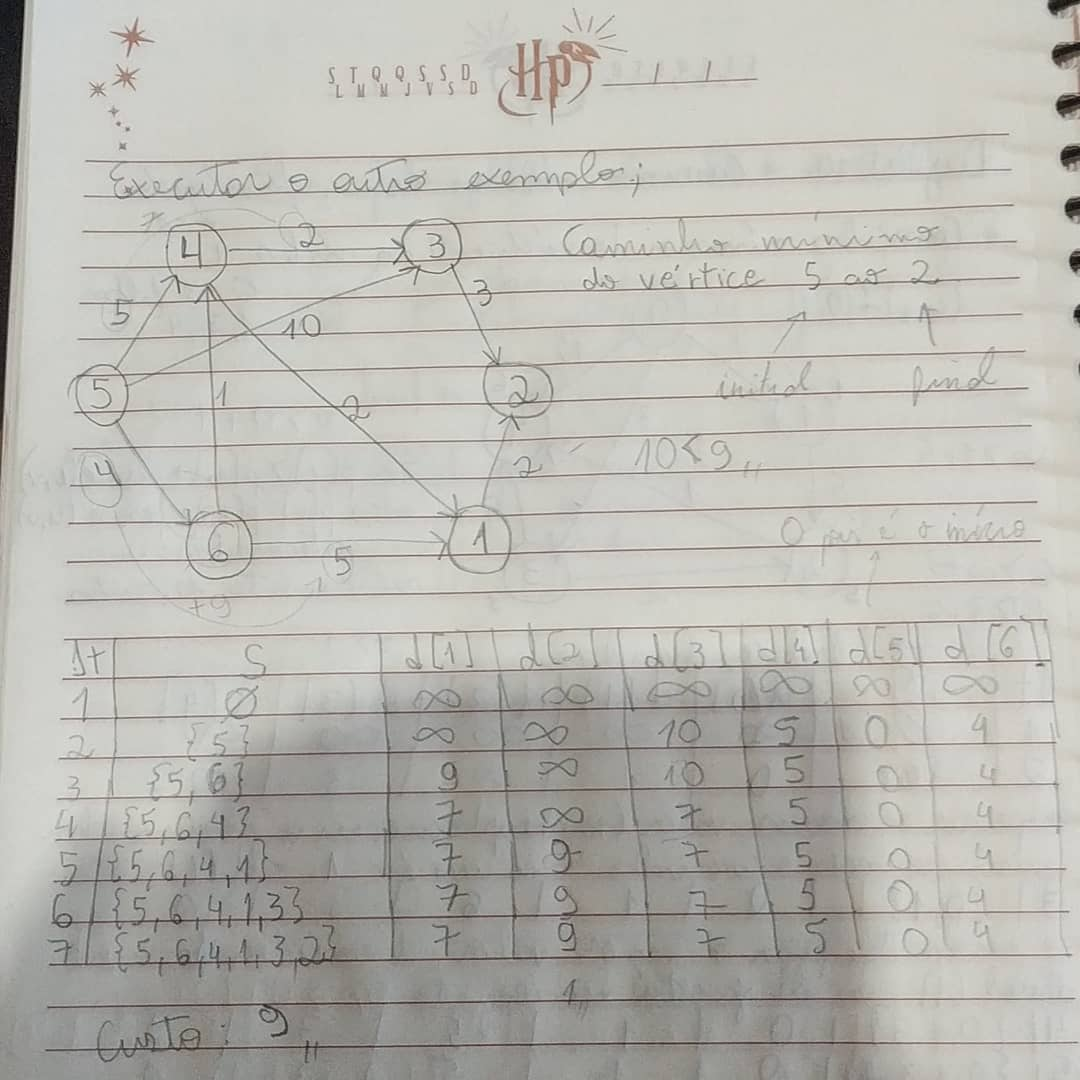 S T Q Q S S D
L M M J V S D
Hp
Executar o outro exemplo;
7
4 2 3
Caminho mínimo
do vértice 5 ao 2
5 10 3
5 1 2 2
initial final
4 2 10<9,,
6 5 1
O pai é o início
+9
It S d[1] d[2] d[3] d[4] d[5] d[6]
1 ∅ ∞ ∞ ∞ ∞ ∞ ∞
2 {5} ∞ ∞ 10 5 0 4
3 {5,6} 9 ∞ 10 5 0 4
4 {5,6,4} 7 ∞ 7 5 0 4
5 {5,6,4,1} 7 9 7 5 0 4
6 {5,6,4,1,3} 7 9 7 5 0 4
7 {5,6,4,1,3,2} 7 9 7 5 0 4
1,,
Custo: 9,,